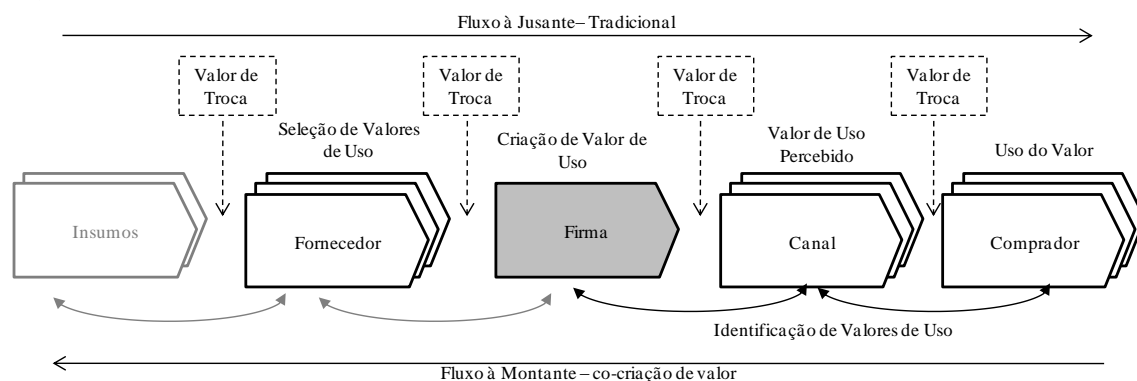 Fluxo à Jusante– Tradicional
Valor de
Troca
Valor de
Troca
Valor de
Troca
Valor de
Troca
Seleção de Valores
de Uso
Criação de Valor de
Uso
Valor de Uso
Percebido
Uso do Valor
Insumos
Fornecedor
Firma
Canal
Comprador
Identificação de Valores de Uso
Fluxo à Montante – co-criação de valor